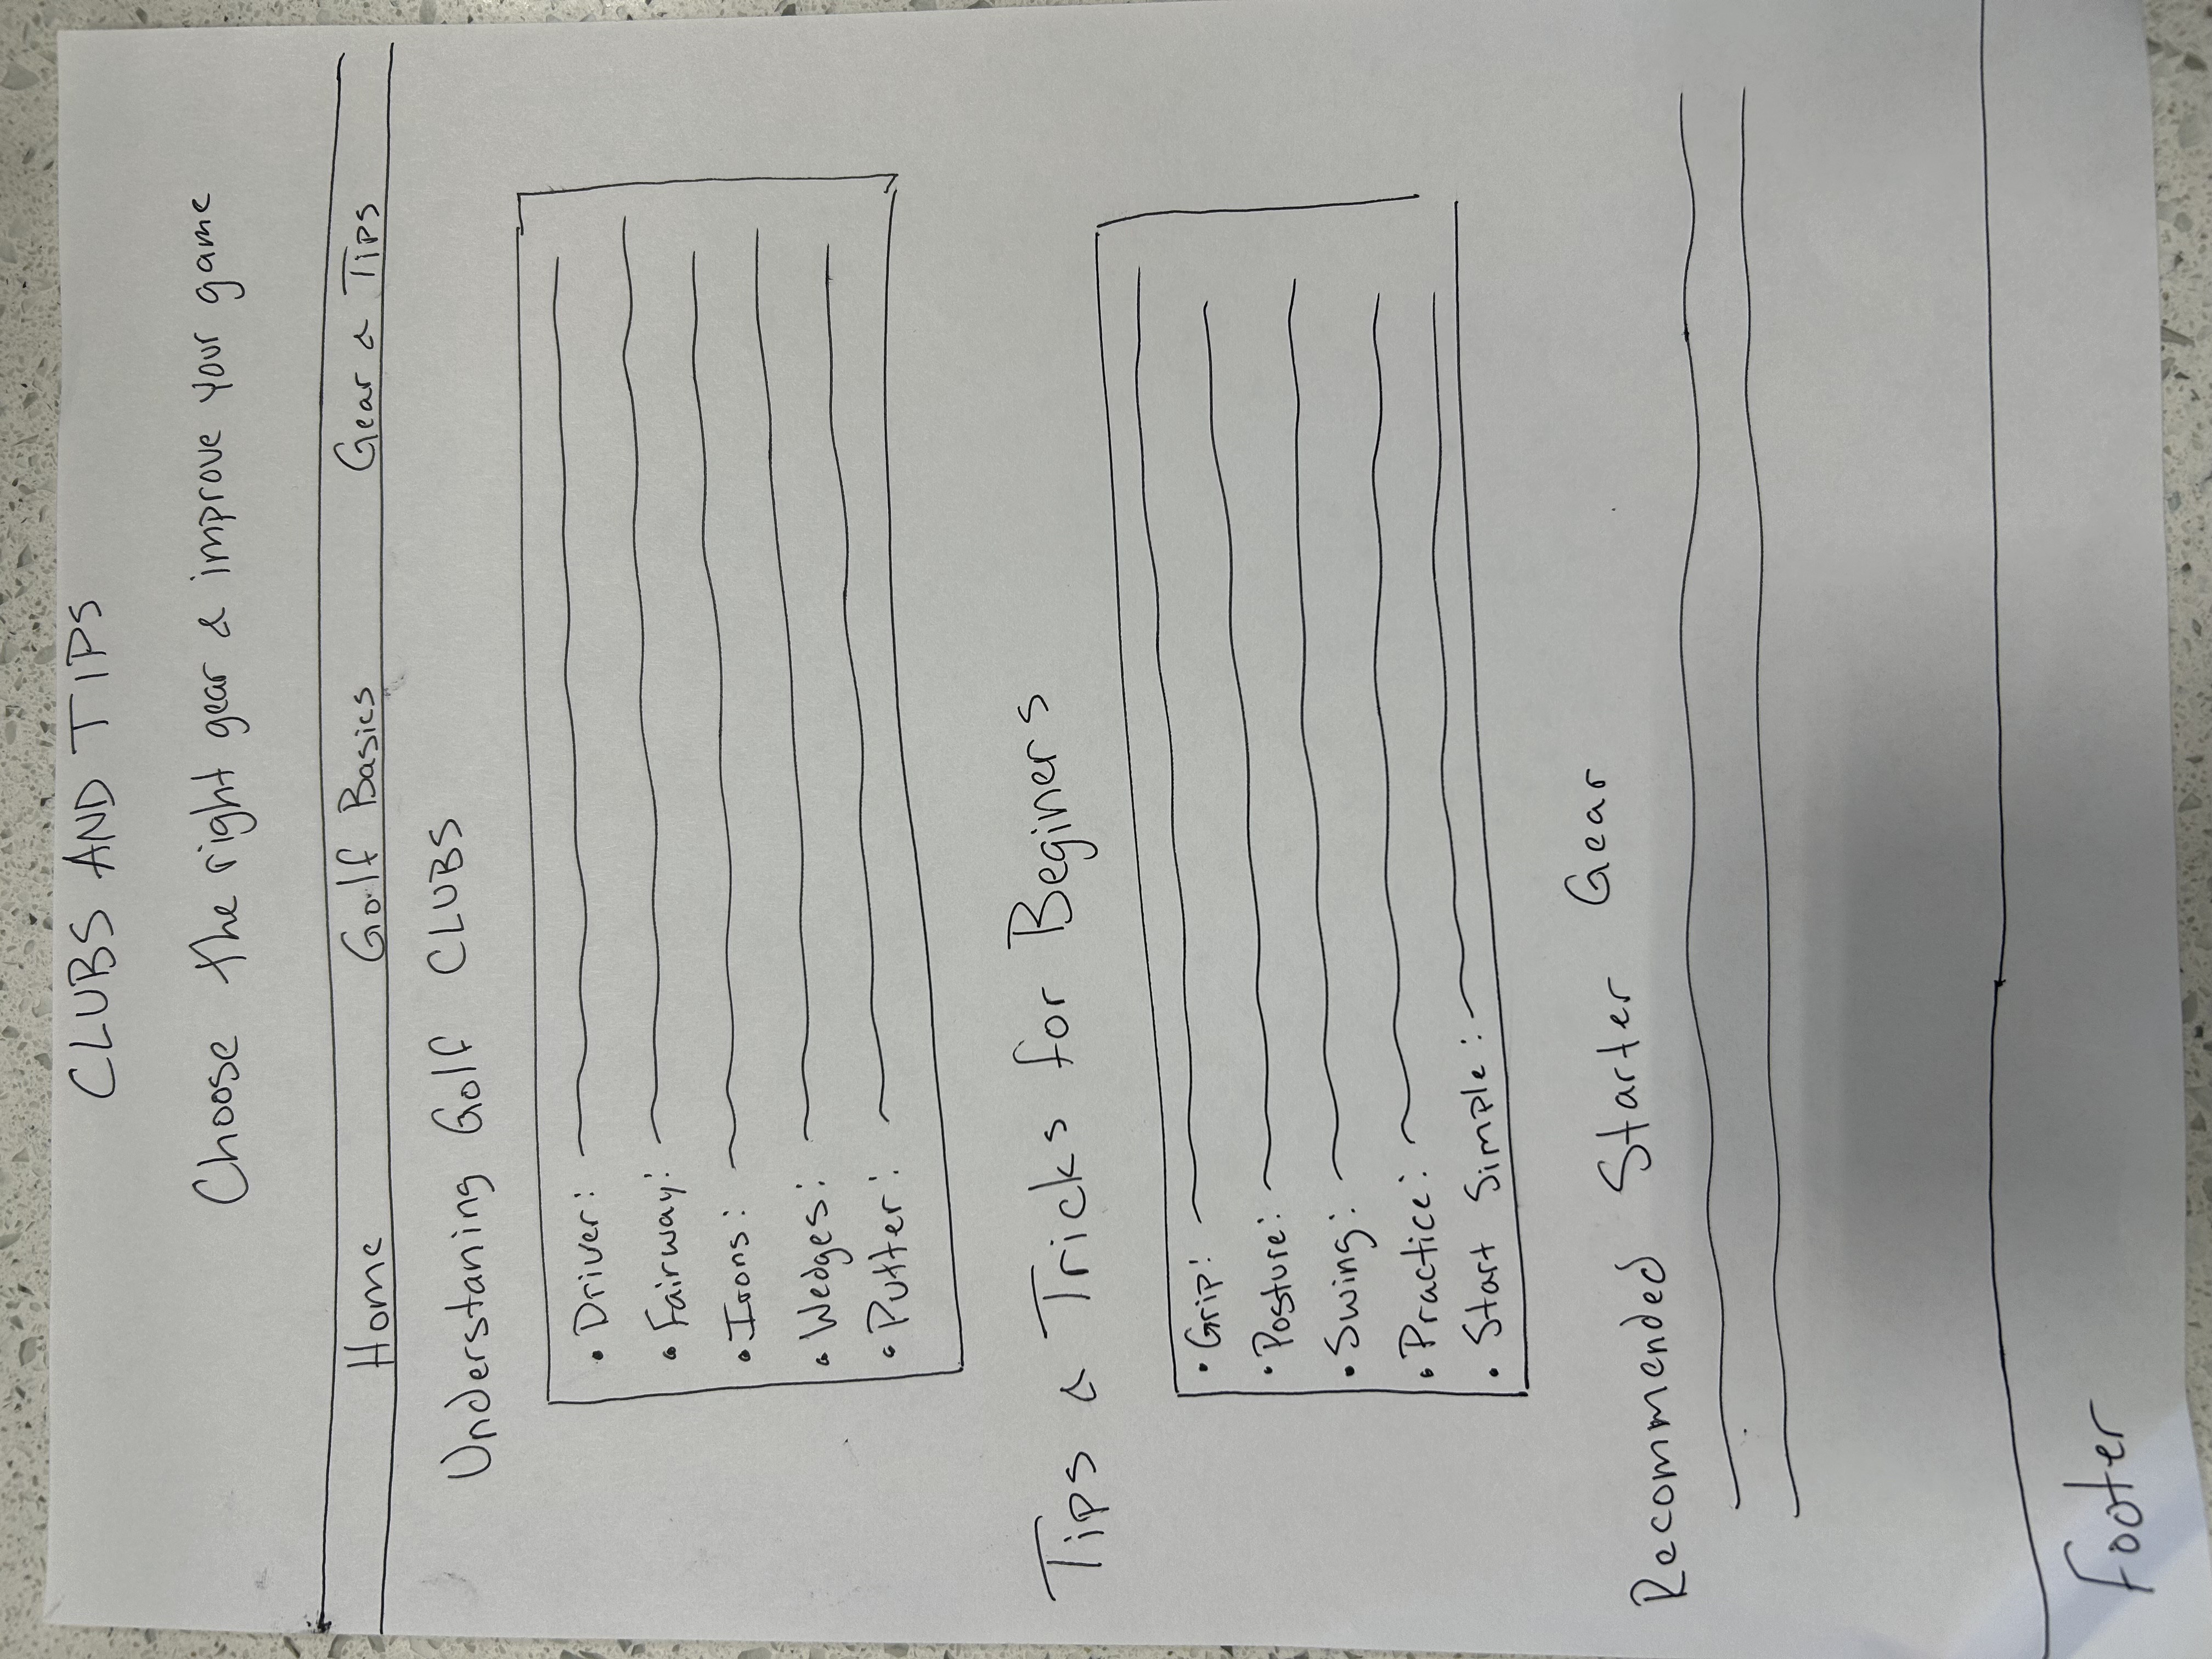 CLUBS AND TIPS
Choose the right gear & improve your game
Home Golf Basics Gear & Tips
Understaning Golf CLUBS
• Driver:
• Fairway:
• Irons:
• Wedges:
• Putter:
Tips & Tricks for Beginers
• Grip:
• Posture:
• Swing:
• Practice:
• Start Simple:
Recommended Starter Gear
Footer